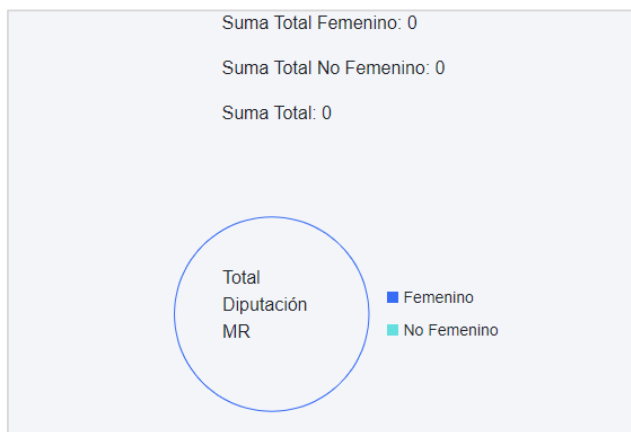 Suma Total Femenino: 0
Suma Total No Femenino: 0
Suma Total: 0
Total
Diputación
MR
Femenino
No Femenino